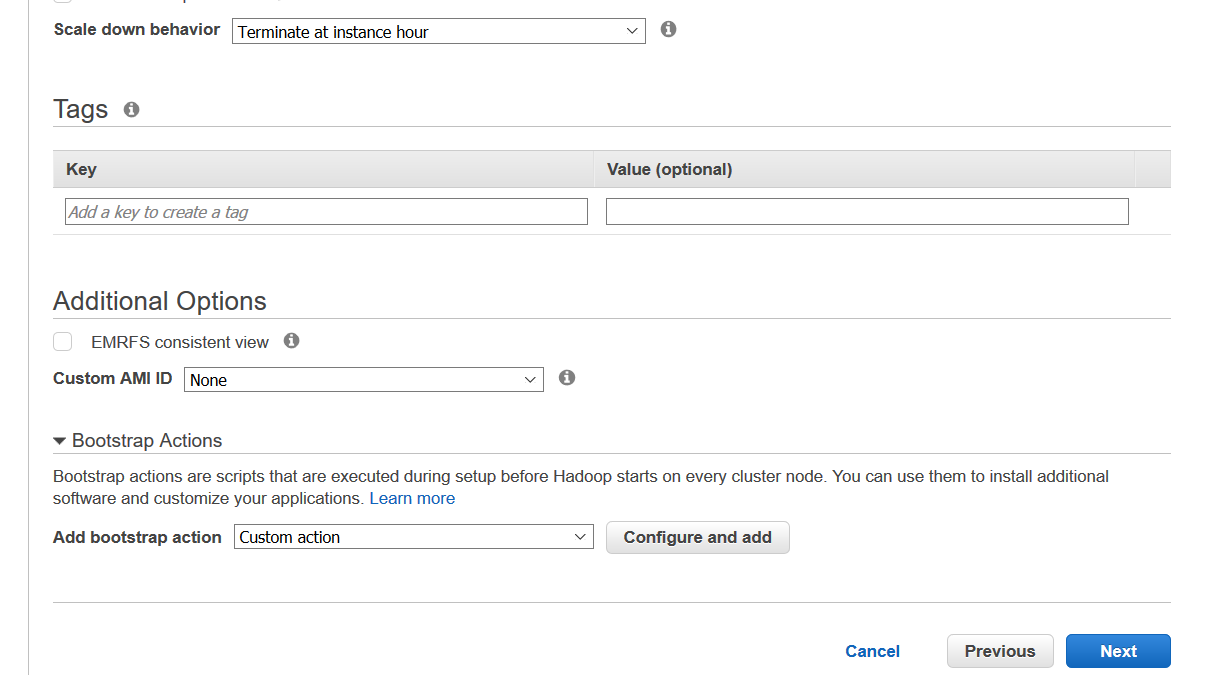 Scale down behavior Terminate at instance hour
Tags
Key Value (optional)
Add a key to create a tag
Additional Options
EMRFS consistent view
Custom AMI ID None
Bootstrap Actions
Bootstrap actions are scripts that are executed during setup before Hadoop starts on every cluster node. You can use them to install additional
software and customize your applications. Learn more
Add bootstrap action Custom action Configure and add
Cancel Previous Next